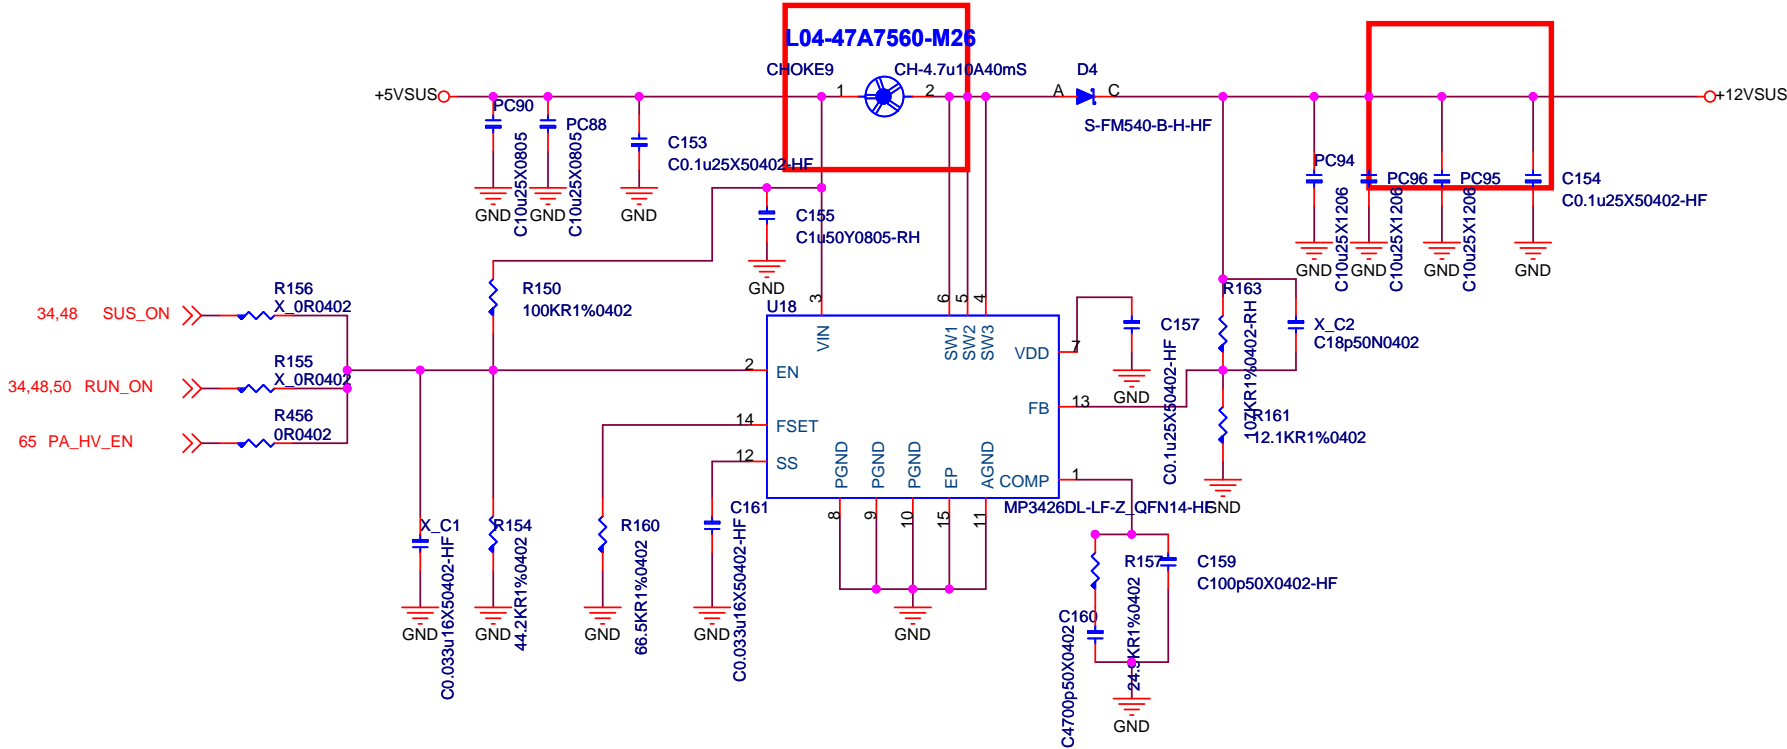 L04-47A7560-M26
CHOKE9
CH-4.7u10A40mS
D4
+5VSUS
1
2
A
C
+12VSUS
S-FM540-B-H-HF
PC90
C10u25X0805
PC88
C10u25X0805
C153
C0.1u25X50402-HF
GND
GND
GND
C155
C1u50Y0805-RH
GND
PC94
C10u25X1206
PC96
C10u25X1206
PC95
C10u25X1206
C154
C0.1u25X50402-HF
GND
GND
GND
GND
R150
100KR1%0402
34,48 SUS_ON
R156
X_0R0402
34,48,50 RUN_ON
R155
X_0R0402
65 PA_HV_EN
R456
0R0402
U18
3
VIN
6
SW1
5
SW2
4
SW3
VDD
7
2
EN
FB
13
14
FSET
12
SS
COMP
1
PGND
8
PGND
9
PGND
10
EP
15
AGND
11
MP3426DL-LF-Z_QFN14-HF
C157
C0.1u25X50402-HF
GND
R163
107KR1%0402-RH
X_C2
C18p50N0402
R161
12.1KR1%0402
GND
X_C1
C0.033u16X50402-HF
GND
R154
44.2KR1%0402
GND
R160
66.5KR1%0402
GND
C161
C0.033u16X50402-HF
GND
GND
R157
C159
C100p50X0402-HF
C160
C4700p50X0402
GND